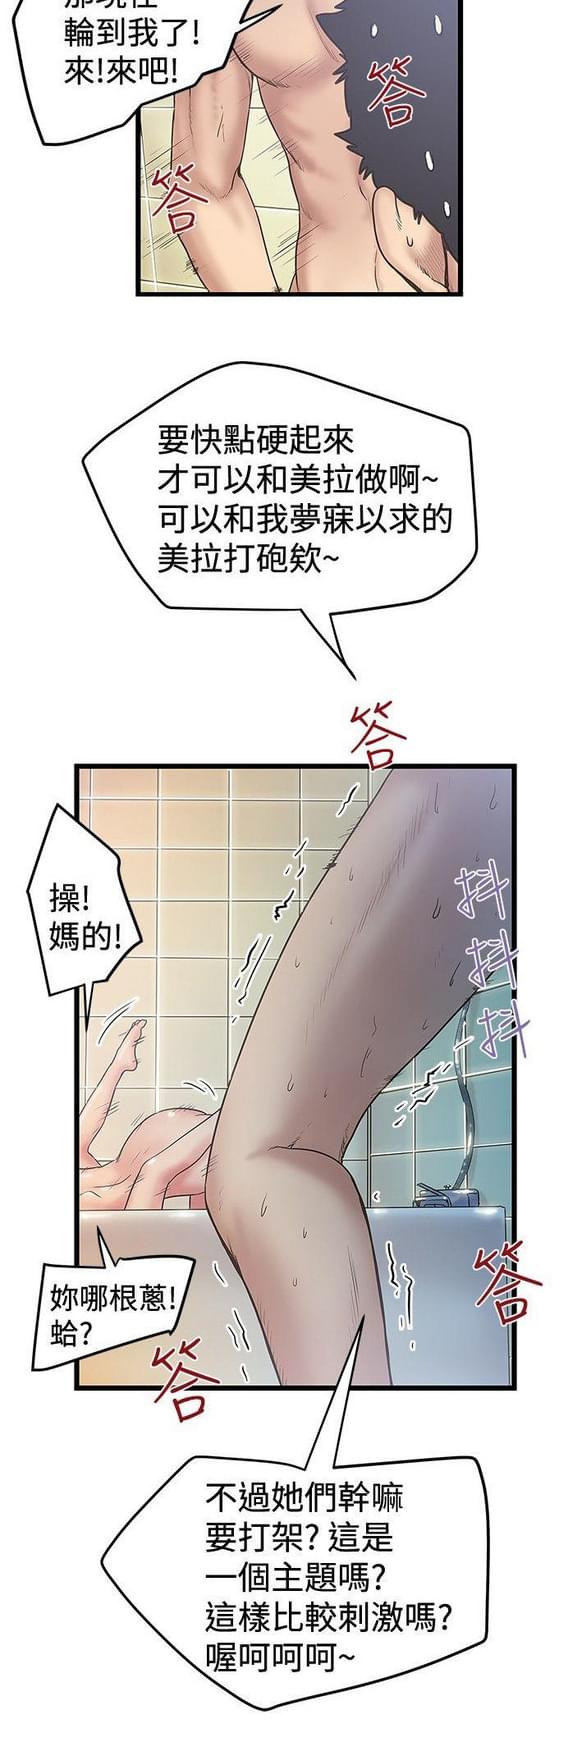 那現在
輪到我了!
來!來吧!
答
答
要快點硬起來
才可以和美拉做啊~
可以和我夢寐以求的
美拉打砲欸~
答
操!
媽的!
抖
抖
抖
妳哪根蔥!
蛤?
答
答
不過她們幹嘛
要打架? 這是
一個主題嗎?
這樣比較刺激嗎?
喔呵呵呵~